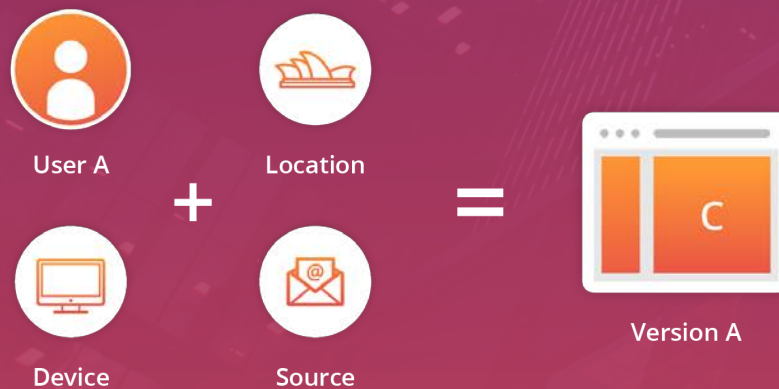 User A
Location
+
=
@
C
Device
Source
Version A